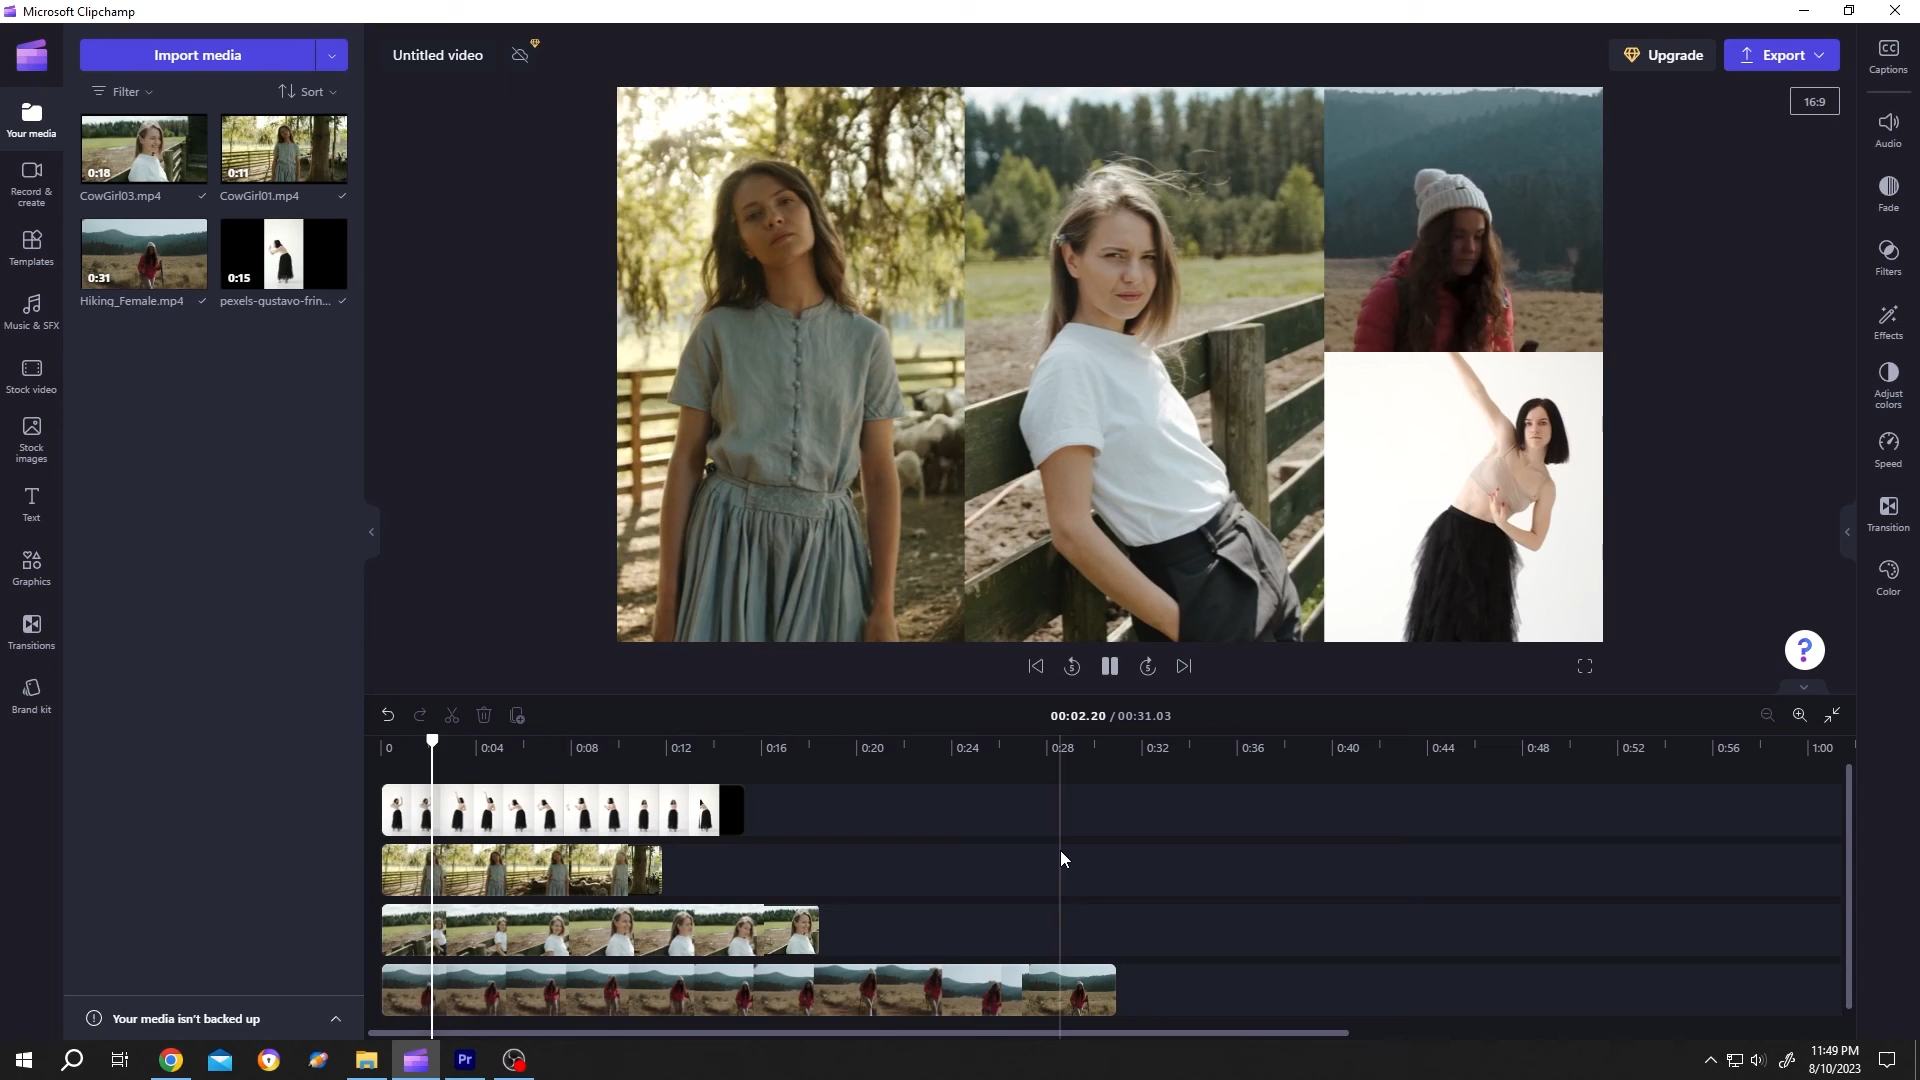 Microsoft Clipchamp
Import media
Filter
Sort
0:18
CowGirl03.mp4
0:11
CowGirl01.mp4
0:31
Hiking_Female.mp4
0:15
pexels-gustavo-frin...
Your media
Record &
create
Templates
Music & SFX
Stock video
Stock
images
Text
Graphics
Transitions
Brand kit
Your media isn't backed up
Untitled video
Upgrade
Export
16:9
Captions
Audio
Fade
Filters
Effects
Adjust
colors
Speed
Transition
Color
5
5
?
00:02.20 / 00:31.03
0 0:04 0:08 0:12 0:16 0:20 0:24 0:28 0:32 0:36 0:40 0:44 0:48 0:52 0:56 1:00
Pr
11:49 PM
8/10/2023